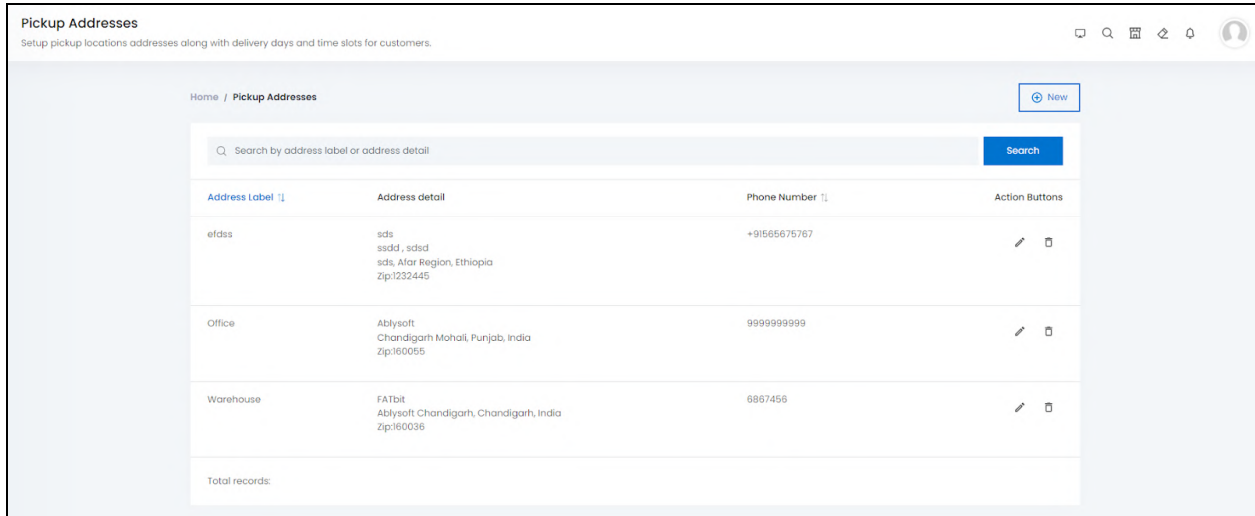 Pickup Addresses
Setup pickup locations addresses along with delivery days and time slots for customers.
Home / Pickup Addresses
New
Search by address label or address detail
Search
Address Label Address detail Phone Number Action Buttons
efdss sds +91565675767
ssdd , sdsd
sds, Afar Region, Ethiopia
Zip:1232445
Office Ablysoft 9999999999
Chandigarh Mohali, Punjab, India
Zip:160055
Warehouse FATbit 6867456
Ablysoft Chandigarh, Chandigarh, India
Zip:160036
Total records: